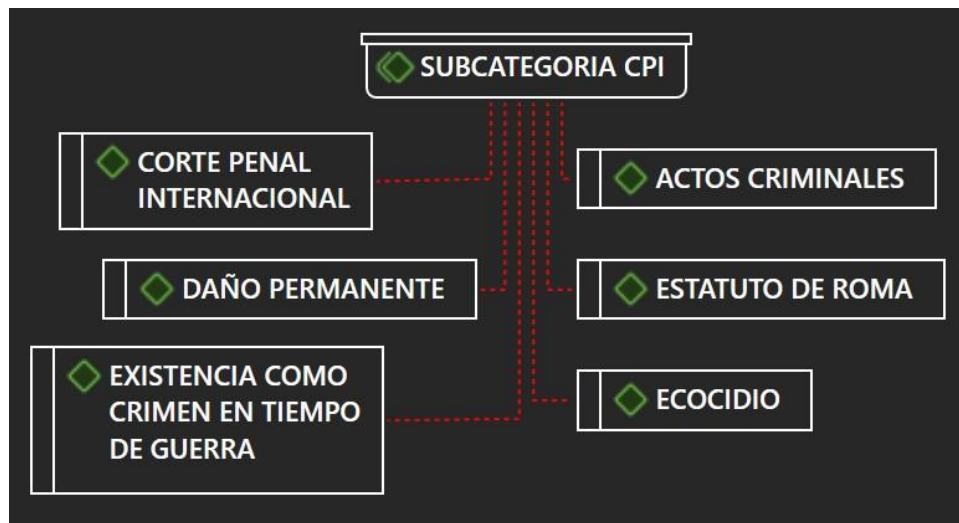 SUBCATEGORIA CPI
CORTE PENAL
INTERNACIONAL
ACTOS CRIMINALES
DAÑO PERMANENTE
ESTATUTO DE ROMA
EXISTENCIA COMO
CRIMEN EN TIEMPO
DE GUERRA
ECOCIDIO